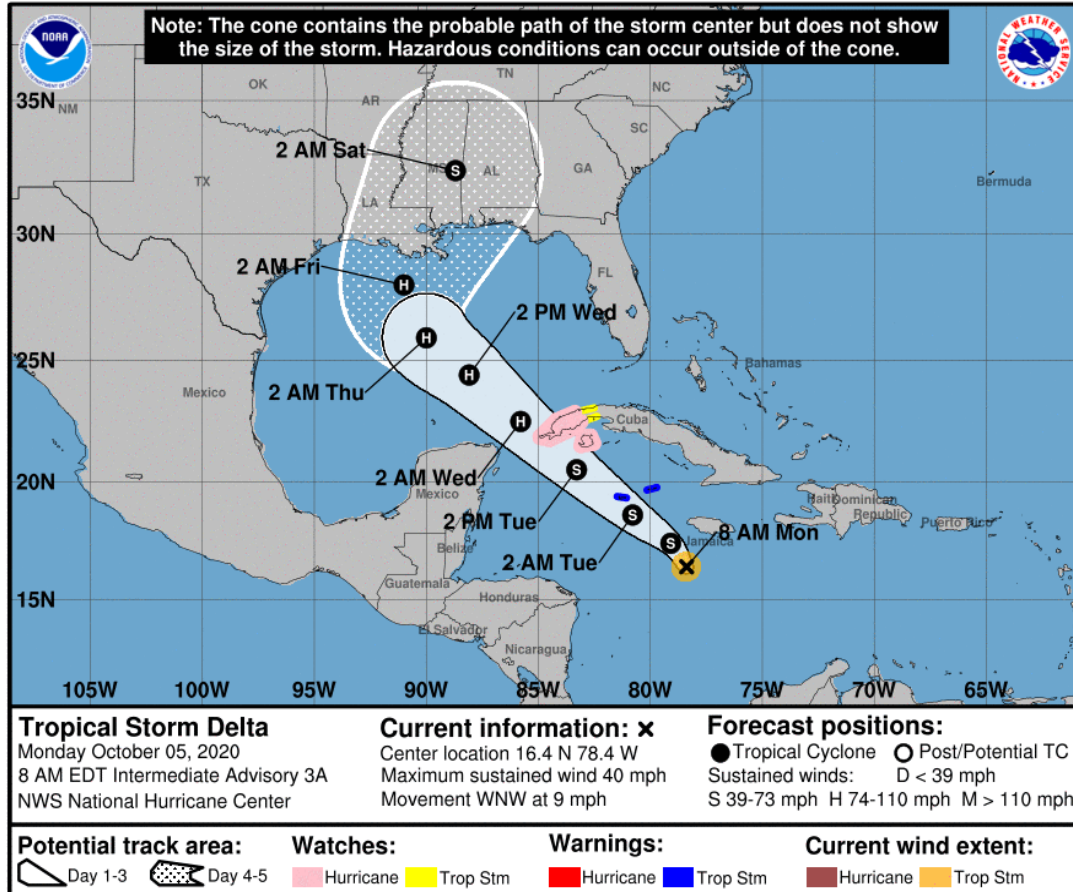 Note: The cone contains the probable path of the storm center but does not show
the size of the storm. Hazardous conditions can occur outside of the cone.
NOAA
NATIONAL WEATHER SERVICE
35N
30N
25N
20N
15N
105W
100W
95W
90W
85W
80W
75W
70W
65W
NM
OK
AR
TN
NC
SC
TX
LA
MS
AL
GA
FL
Bermuda
Bahamas
Mexico
Cuba
Mexico
Belize
Guatemala
Honduras
El Salvador
Nicaragua
Jamaica
Haiti
Dominican
Republic
Puerto Rico
2 AM Sat
S
2 AM Fri
H
2 PM Wed
H
2 AM Thu
H
2 AM Wed
H
2 PM Tue
S
2 AM Tue
S
S
8 AM Mon
Tropical Storm Delta
Monday October 05, 2020
8 AM EDT Intermediate Advisory 3A
NWS National Hurricane Center
Current information: ×
Center location 16.4 N 78.4 W
Maximum sustained wind 40 mph
Movement WNW at 9 mph
Forecast positions:
● Tropical Cyclone ○ Post/Potential TC
Sustained winds: D < 39 mph
S 39-73 mph H 74-110 mph M > 110 mph
Potential track area:
Day 1-3 Day 4-5
Watches:
Hurricane Trop Stm
Warnings:
Hurricane Trop Stm
Current wind extent:
Hurricane Trop Stm